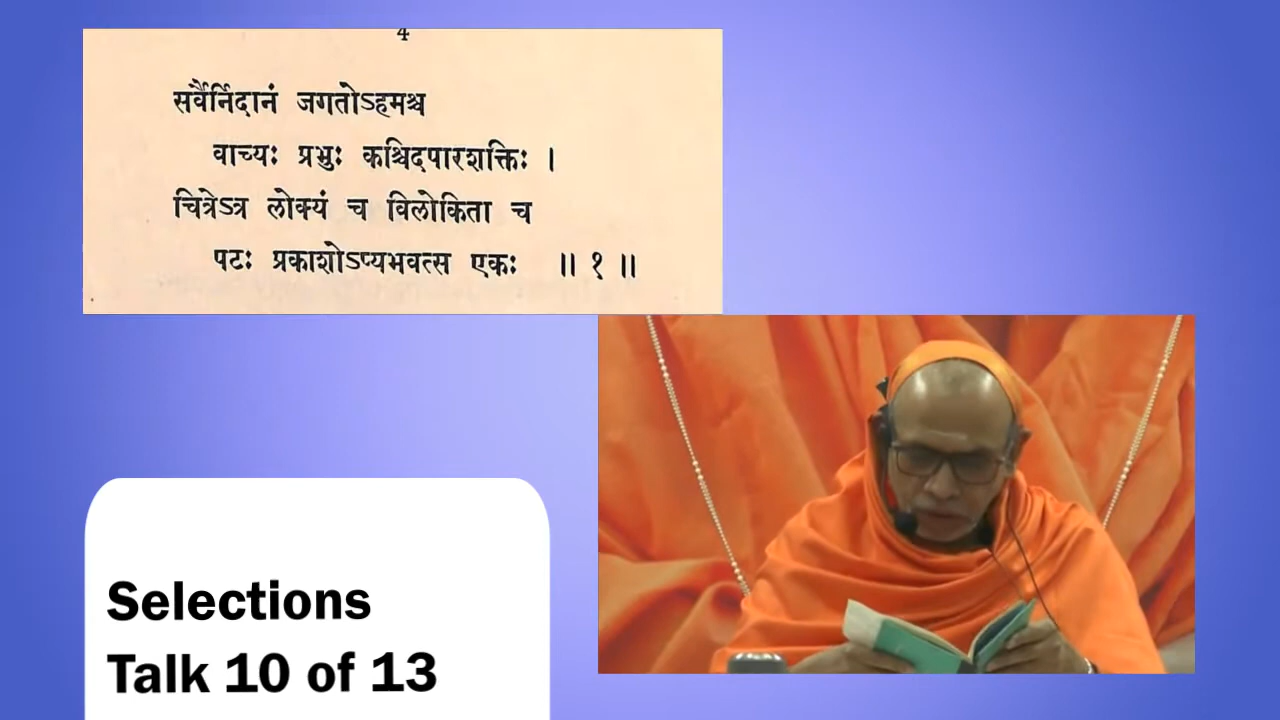 4
सर्वैर्निदानं जगतोऽहमश्च
वाच्यः प्रभुः कश्चिदपारशक्तिः ।
चित्रेऽत्र लोक्यं च विलोकिता च
पटः प्रकाशोऽप्यभवत्स एकः ॥ १ ॥
Selections
Talk 10 of 13